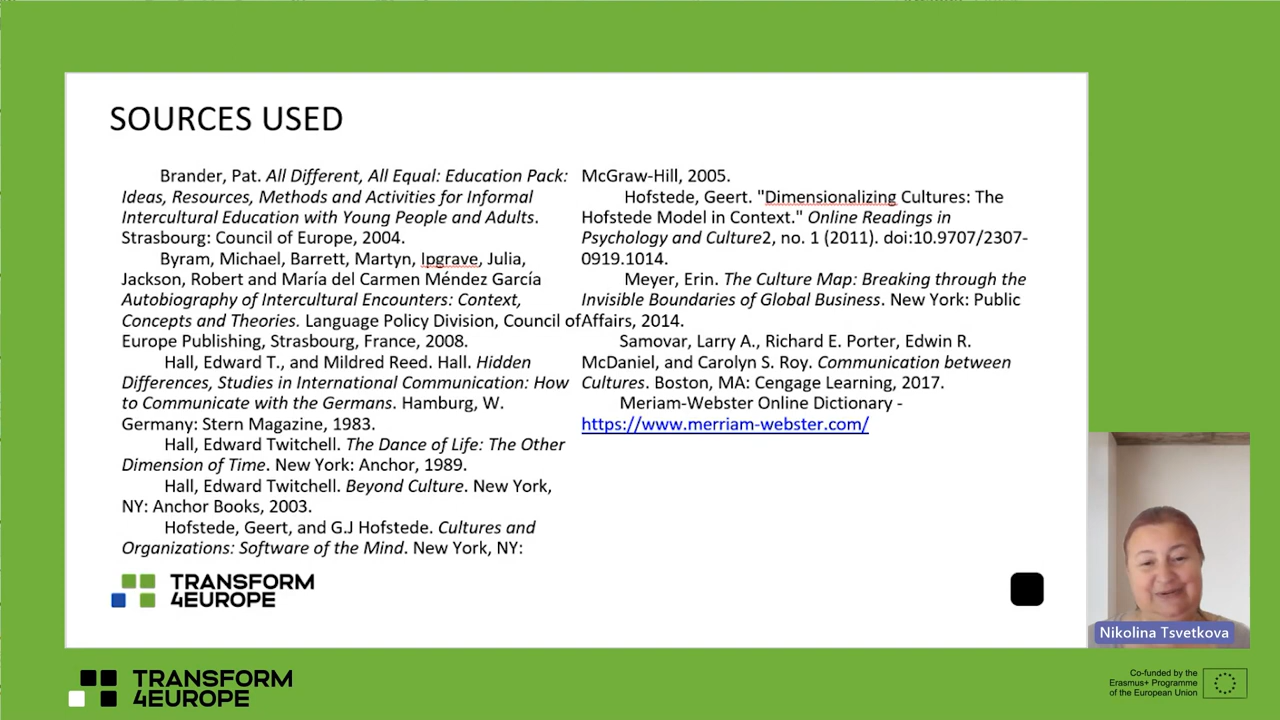 SOURCES USED
Brander, Pat. All Different, All Equal: Education Pack:
Ideas, Resources, Methods and Activities for Informal
Intercultural Education with Young People and Adults.
Strasbourg: Council of Europe, 2004.
Byram, Michael, Barrett, Martyn, Ipgrave, Julia,
Jackson, Robert and María del Carmen Méndez García
Autobiography of Intercultural Encounters: Context,
Concepts and Theories. Language Policy Division, Council of
Europe Publishing, Strasbourg, France, 2008.
Hall, Edward T., and Mildred Reed. Hall. Hidden
Differences, Studies in International Communication: How
to Communicate with the Germans. Hamburg, W.
Germany: Stern Magazine, 1983.
Hall, Edward Twitchell. The Dance of Life: The Other
Dimension of Time. New York: Anchor, 1989.
Hall, Edward Twitchell. Beyond Culture. New York,
NY: Anchor Books, 2003.
Hofstede, Geert, and G.J Hofstede. Cultures and
Organizations: Software of the Mind. New York, NY:
McGraw-Hill, 2005.
Hofstede, Geert. "Dimensionalizing Cultures: The
Hofstede Model in Context." Online Readings in
Psychology and Culture2, no. 1 (2011). doi:10.9707/2307-
0919.1014.
Meyer, Erin. The Culture Map: Breaking through the
Invisible Boundaries of Global Business. New York: Public
Affairs, 2014.
Samovar, Larry A., Richard E. Porter, Edwin R.
McDaniel, and Carolyn S. Roy. Communication between
Cultures. Boston, MA: Cengage Learning, 2017.
Meriam-Webster Online Dictionary -
https://www.merriam-webster.com/
TRANSFORM
4EUROPE
Nikolina Tsvetkova
TRANSFORM
4EUROPE
Co-funded by the
Erasmus+ Programme
of the European Union